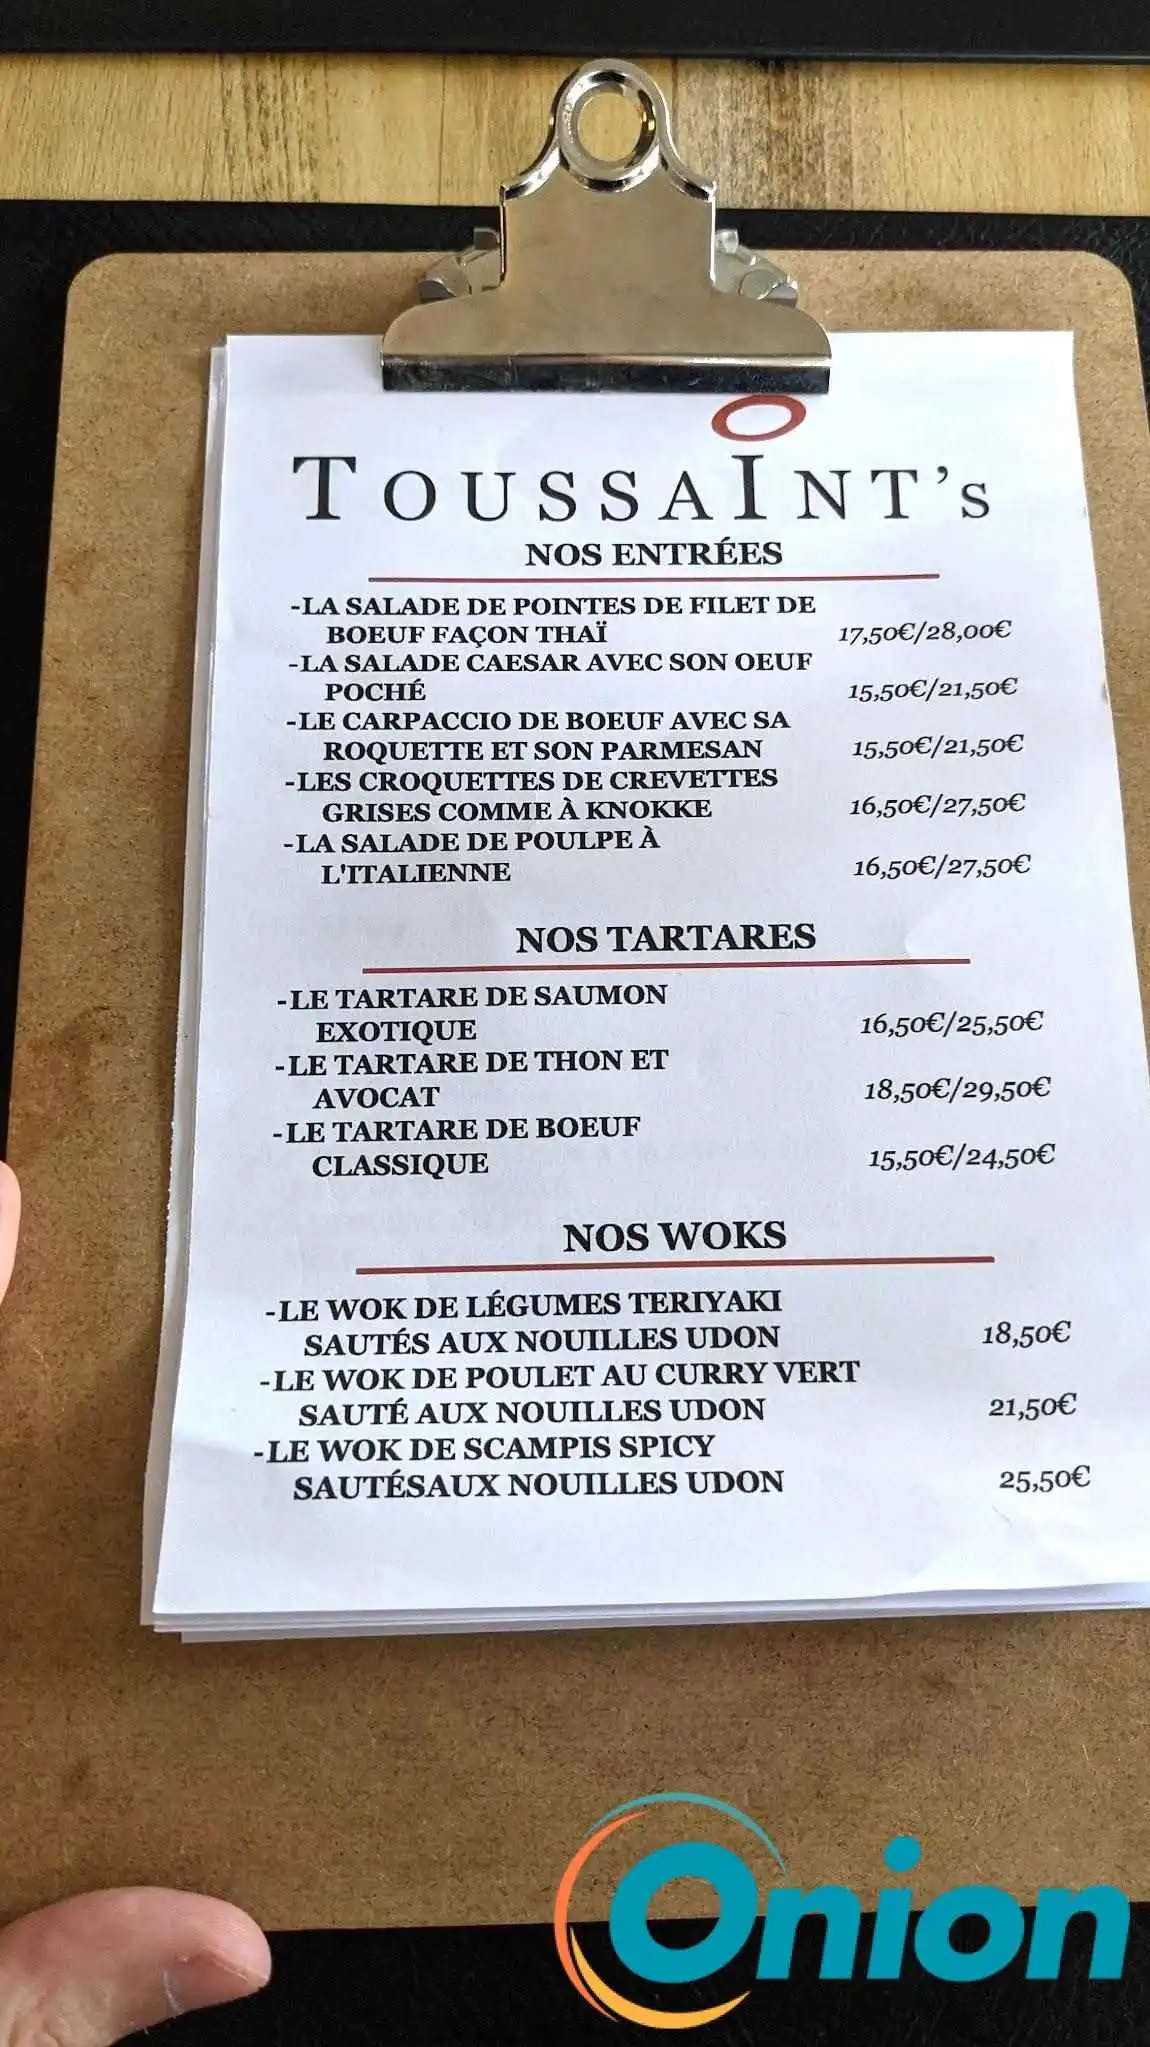 TOUSSAINT'S
NOS ENTRÉES
-LA SALADE DE POINTES DE FILET DE
BOEUF FAÇON THAÏ 17,50€/28,00€
-LA SALADE CAESAR AVEC SON OEUF
POCHÉ 15,50€/21,50€
-LE CARPACCIO DE BOEUF AVEC SA
ROQUETTE ET SON PARMESAN 15,50€/21,50€
-LES CROQUETTES DE CREVETTES
GRISES COMME À KNOKKE 16,50€/27,50€
-LA SALADE DE POULPE À
L'ITALIENNE 16,50€/27,50€
NOS TARTARES
-LE TARTARE DE SAUMON
EXOTIQUE 16,50€/25,50€
-LE TARTARE DE THON ET
AVOCAT 18,50€/29,50€
-LE TARTARE DE BOEUF
CLASSIQUE 15,50€/24,50€
NOS WOKS
-LE WOK DE LÉGUMES TERIYAKI
SAUTÉS AUX NOUILLES UDON 18,50€
-LE WOK DE POULET AU CURRY VERT
SAUTÉ AUX NOUILLES UDON 21,50€
-LE WOK DE SCAMPIS SPICY
SAUTÉSAUX NOUILLES UDON 25,50€
Onion